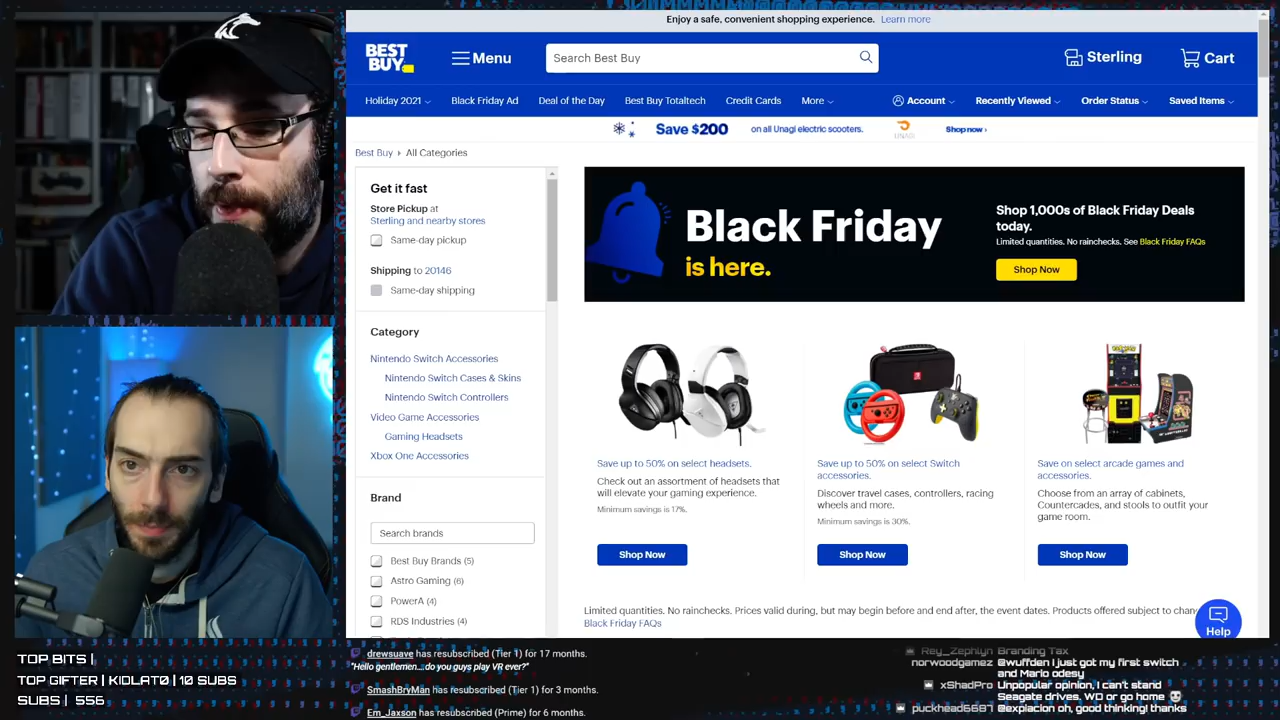 Enjoy a safe, convenient shopping experience. Learn more
BEST BUY
Menu
Search Best Buy
Sterling
Cart
Holiday 2021
Black Friday Ad
Deal of the Day
Best Buy Totaltech
Credit Cards
More
Account
Recently Viewed
Order Status
Saved Items
Save $200 on all Unagi electric scooters. UNAGI Shop now ›
Best Buy
All Categories
Get it fast
Store Pickup at
Sterling and nearby stores
Same-day pickup
Shipping to 20146
Same-day shipping
Category
Nintendo Switch Accessories
Nintendo Switch Cases & Skins
Nintendo Switch Controllers
Video Game Accessories
Gaming Headsets
Xbox One Accessories
Brand
Search brands
Best Buy Brands (5)
Astro Gaming (6)
PowerA (4)
RDS Industries (4)
Black Friday
is here.
Shop 1,000s of Black Friday Deals
today.
Limited quantities. No rainchecks. See Black Friday FAQs
Shop Now
Save up to 50% on select headsets.
Check out an assortment of headsets that
will elevate your gaming experience.
Minimum savings is 17%.
Shop Now
Save up to 50% on select Switch
accessories.
Discover travel cases, controllers, racing
wheels and more.
Minimum savings is 30%.
Shop Now
Save on select arcade games and
accessories.
Choose from an array of cabinets,
Countercades, and stools to outfit your
game room.
Shop Now
Limited quantities. No rainchecks. Prices valid during, but may begin before and end after, the event dates. Products offered subject to chan
Black Friday FAQs
Help
TOP BITS |
TOP GIFTER | KIDLAT0 | 10 SUBS
SUBS | 556
drewsuave has resubscribed (Tier 1) for 17 months.
"Hello gentlemen...do you guys play VR ever?"
SmashBryMan has resubscribed (Tier 1) for 3 months.
Em_Jaxson has resubscribed (Prime) for 6 months.
Rey_Zephlyn Branding Tax
norwoodgamez @wuffden I just got my first switch
and Mario odesy
xShadPro Unpopular opinion, I can't stand
Seagate drives, WD or go home
puckhead6687 @explacion oh, good thinking! thanks